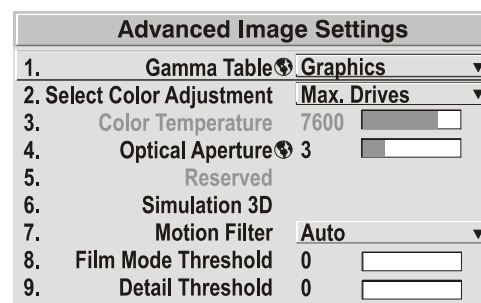 Advanced Image Settings
1. Gamma Table Graphics
2. Select Color Adjustment Max. Drives
3. Color Temperature 7600
4. Optical Aperture 3
5. Reserved
6. Simulation 3D
7. Motion Filter Auto
8. Film Mode Threshold 0
9. Detail Threshold 0